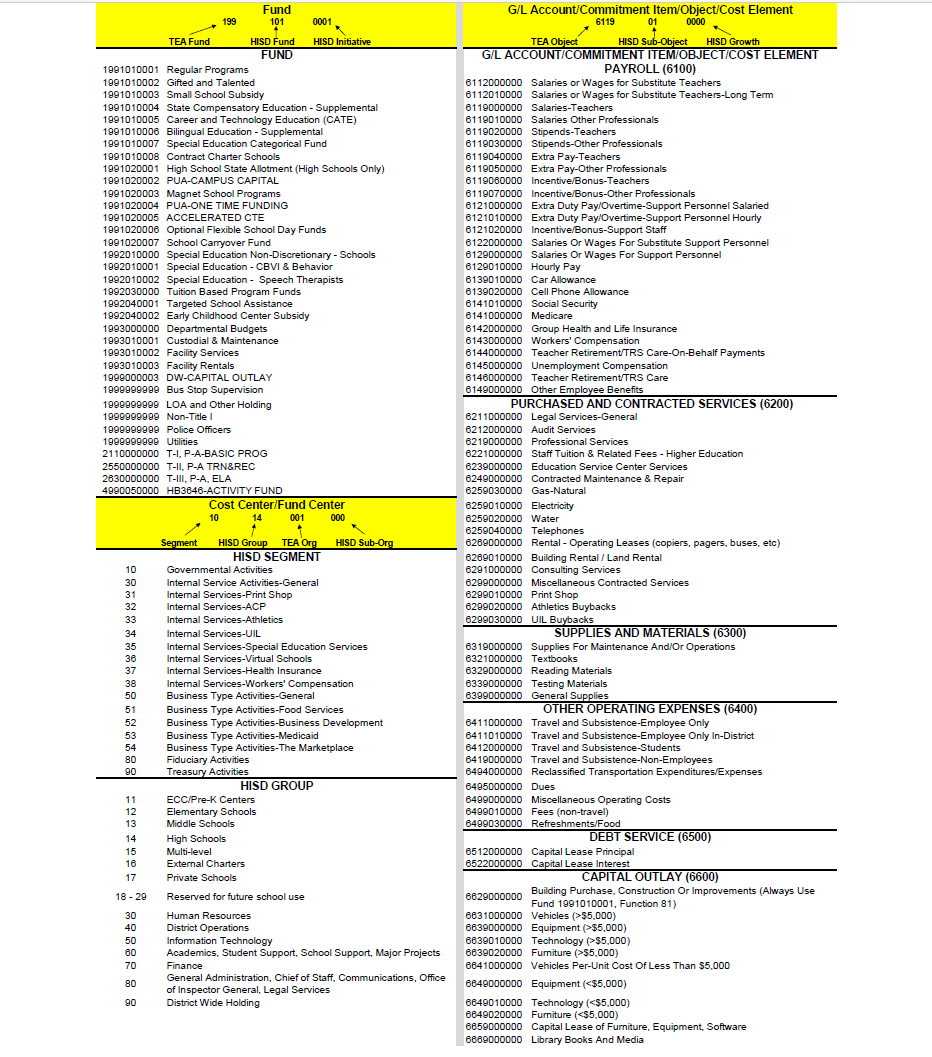 Fund
199 101 0001
TEA Fund HISD Fund HISD Initiative
FUND
1991010001 Regular Programs
1991010002 Gifted and Talented
1991010003 Small School Subsidy
1991010004 State Compensatory Education - Supplemental
1991010005 Career and Technology Education (CATE)
1991010006 Bilingual Education - Supplemental
1991010007 Special Education Categorical Fund
1991010008 Contract Charter Schools
1991020001 High School State Allotment (High Schools Only)
1991020002 PUA-CAMPUS CAPITAL
1991020003 Magnet School Programs
1991020004 PUA-ONE TIME FUNDING
1991020005 ACCELERATED CTE
1991020006 Optional Flexible School Day Funds
1991020007 School Carryover Fund
1992010000 Special Education Non-Discretionary - Schools
1992010001 Special Education - CBVI & Behavior
1992010002 Special Education - Speech Therapists
1992030000 Tuition Based Program Funds
1992040001 Targeted School Assistance
1992040002 Early Childhood Center Subsidy
1993000000 Departmental Budgets
1993010001 Custodial & Maintenance
1993010002 Facility Services
1993010003 Facility Rentals
1999000003 DW-CAPITAL OUTLAY
1999999999 Bus Stop Supervision
1999999999 LOA and Other Holding
1999999999 Non-Title I
1999999999 Police Officers
1999999999 Utilities
2110000000 T-I, P-A-BASIC PROG
2550000000 T-II, P-A TRN&REC
2630000000 T-III, P-A, ELA
4990050000 HB3646-ACTIVITY FUND
Cost Center/Fund Center
10 14 001 000
Segment HISD Group TEA Org HISD Sub-Org
HISD SEGMENT
10 Governmental Activities
30 Internal Service Activities-General
31 Internal Services-Print Shop
32 Internal Services-ACP
33 Internal Services-Athletics
34 Internal Services-UIL
35 Internal Services-Special Education Services
36 Internal Services-Virtual Schools
37 Internal Services-Health Insurance
38 Internal Services-Workers' Compensation
50 Business Type Activities-General
51 Business Type Activities-Food Services
52 Business Type Activities-Business Development
53 Business Type Activities-Medicaid
54 Business Type Activities-The Marketplace
80 Fiduciary Activities
90 Treasury Activities
HISD GROUP
11 ECC/Pre-K Centers
12 Elementary Schools
13 Middle Schools
14 High Schools
15 Multi-level
16 External Charters
17 Private Schools
18 - 29 Reserved for future school use
30 Human Resources
40 District Operations
50 Information Technology
60 Academics, Student Support, School Support, Major Projects
70 Finance
80 General Administration, Chief of Staff, Communications, Office
of Inspector General, Legal Services
90 District Wide Holding
G/L Account/Commitment Item/Object/Cost Element
6119 01 0000
TEA Object HISD Sub-Object HISD Growth
G/L ACCOUNT/COMMITMENT ITEM/OBJECT/COST ELEMENT
PAYROLL (6100)
6112000000 Salaries or Wages for Substitute Teachers
6112010000 Salaries or Wages for Substitute Teachers-Long Term
6119000000 Salaries-Teachers
6119010000 Salaries Other Professionals
6119020000 Stipends-Teachers
6119030000 Stipends-Other Professionals
6119040000 Extra Pay-Teachers
6119050000 Extra Pay-Other Professionals
6119060000 Incentive/Bonus-Teachers
6119070000 Incentive/Bonus-Other Professionals
6121000000 Extra Duty Pay/Overtime-Support Personnel Salaried
6121010000 Extra Duty Pay/Overtime-Support Personnel Hourly
6121020000 Incentive/Bonus-Support Staff
6122000000 Salaries Or Wages For Substitute Support Personnel
6129000000 Salaries Or Wages For Support Personnel
6129010000 Hourly Pay
6139010000 Car Allowance
6139020000 Cell Phone Allowance
6141010000 Social Security
6141000000 Medicare
6142000000 Group Health and Life Insurance
6143000000 Workers' Compensation
6144000000 Teacher Retirement/TRS Care-On-Behalf Payments
6145000000 Unemployment Compensation
6146000000 Teacher Retirement/TRS Care
6149000000 Other Employee Benefits
PURCHASED AND CONTRACTED SERVICES (6200)
6211000000 Legal Services-General
6212000000 Audit Services
6219000000 Professional Services
6221000000 Staff Tuition & Related Fees - Higher Education
6239000000 Education Service Center Services
6249000000 Contracted Maintenance & Repair
6259030000 Gas-Natural
6259010000 Electricity
6259020000 Water
6259040000 Telephones
6269000000 Rental - Operating Leases (copiers, pagers, buses, etc)
6269010000 Building Rental / Land Rental
6291000000 Consulting Services
6299000000 Miscellaneous Contracted Services
6299010000 Print Shop
6299020000 Athletics Buybacks
6299030000 UIL Buybacks
SUPPLIES AND MATERIALS (6300)
6319000000 Supplies For Maintenance And/Or Operations
6321000000 Textbooks
6329000000 Reading Materials
6339000000 Testing Materials
6399000000 General Supplies
OTHER OPERATING EXPENSES (6400)
6411000000 Travel and Subsistence-Employee Only
6411010000 Travel and Subsistence-Employee Only In-District
6412000000 Travel and Subsistence-Students
6419000000 Travel and Subsistence-Non-Employees
6494000000 Reclassified Transportation Expenditures/Expenses
6495000000 Dues
6499000000 Miscellaneous Operating Costs
6499010000 Fees (non-travel)
6499030000 Refreshments/Food
DEBT SERVICE (6500)
6512000000 Capital Lease Principal
6522000000 Capital Lease Interest
CAPITAL OUTLAY (6600)
6629000000 Building Purchase, Construction Or Improvements (Always Use
Fund 1991010001, Function 81)
6631000000 Vehicles (>$5,000)
6639000000 Equipment (>$5,000)
6639010000 Technology (>$5,000)
6639020000 Furniture (>$5,000)
6641000000 Vehicles Per-Unit Cost Of Less Than $5,000
6649000000 Equipment (<$5,000)
6649010000 Technology (<$5,000)
6649020000 Furniture (<$5,000)
6659000000 Capital Lease of Furniture, Equipment, Software
6669000000 Library Books And Media